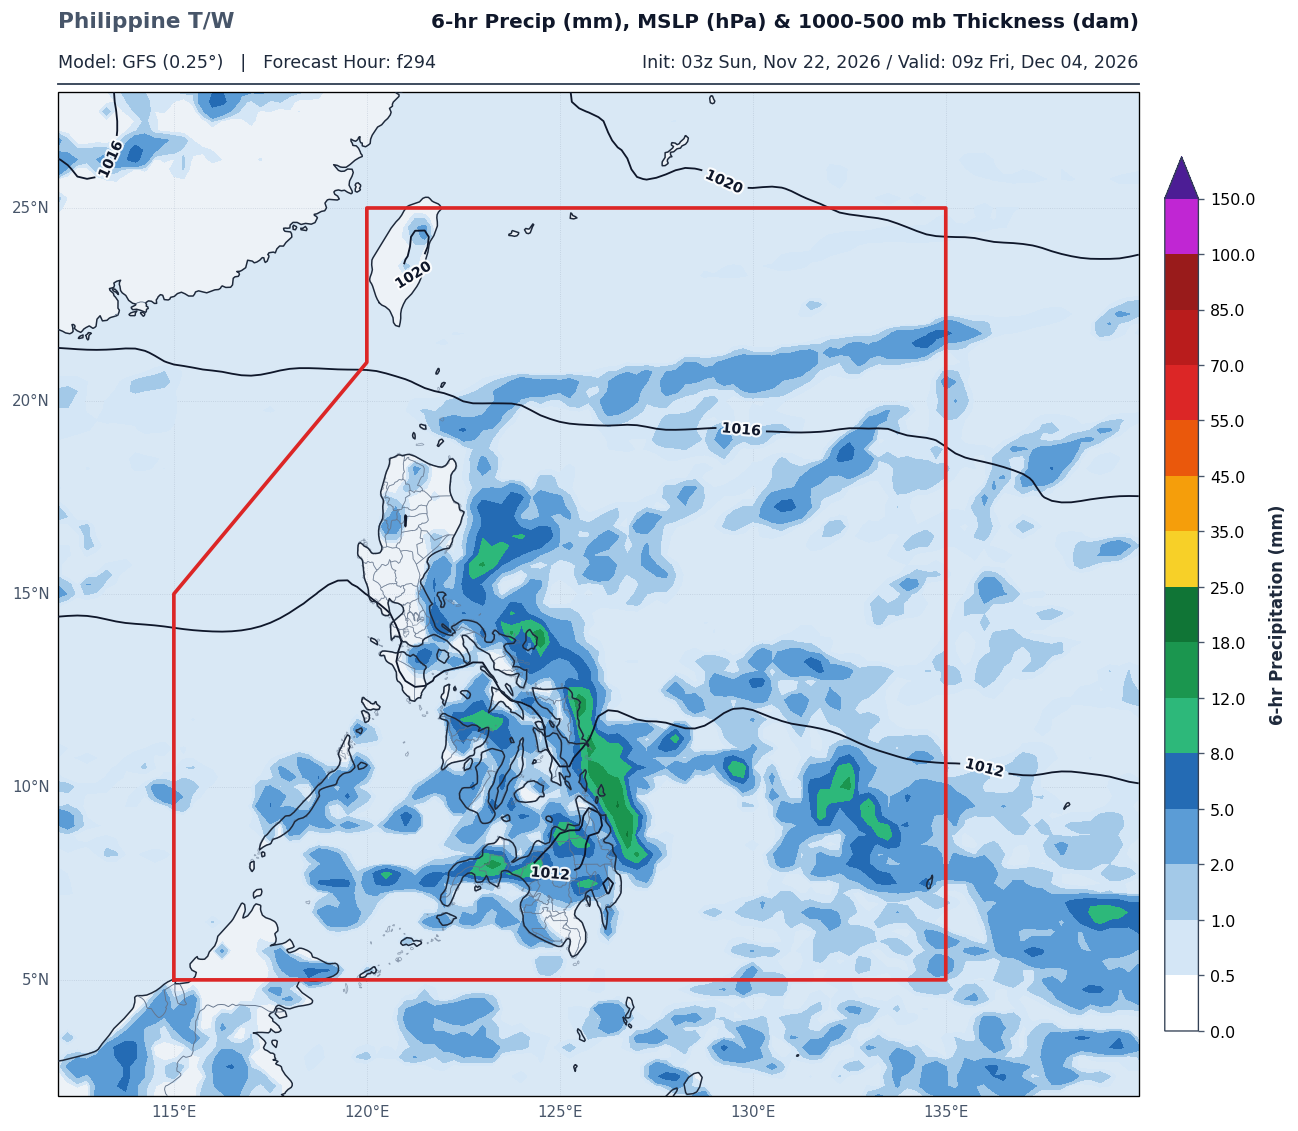 Philippine T/W
6-hr Precip (mm), MSLP (hPa) & 1000-500 mb Thickness (dam)
Model: GFS (0.25°) | Forecast Hour: f294
Init: 03z Sun, Nov 22, 2026 / Valid: 09z Fri, Dec 04, 2026
1016
1020
1020
1016
1012
1012
25°N
20°N
15°N
10°N
5°N
115°E
120°E
125°E
130°E
135°E
150.0
100.0
85.0
70.0
55.0
45.0
35.0
25.0
18.0
12.0
8.0
5.0
2.0
1.0
0.5
0.0
6-hr Precipitation (mm)